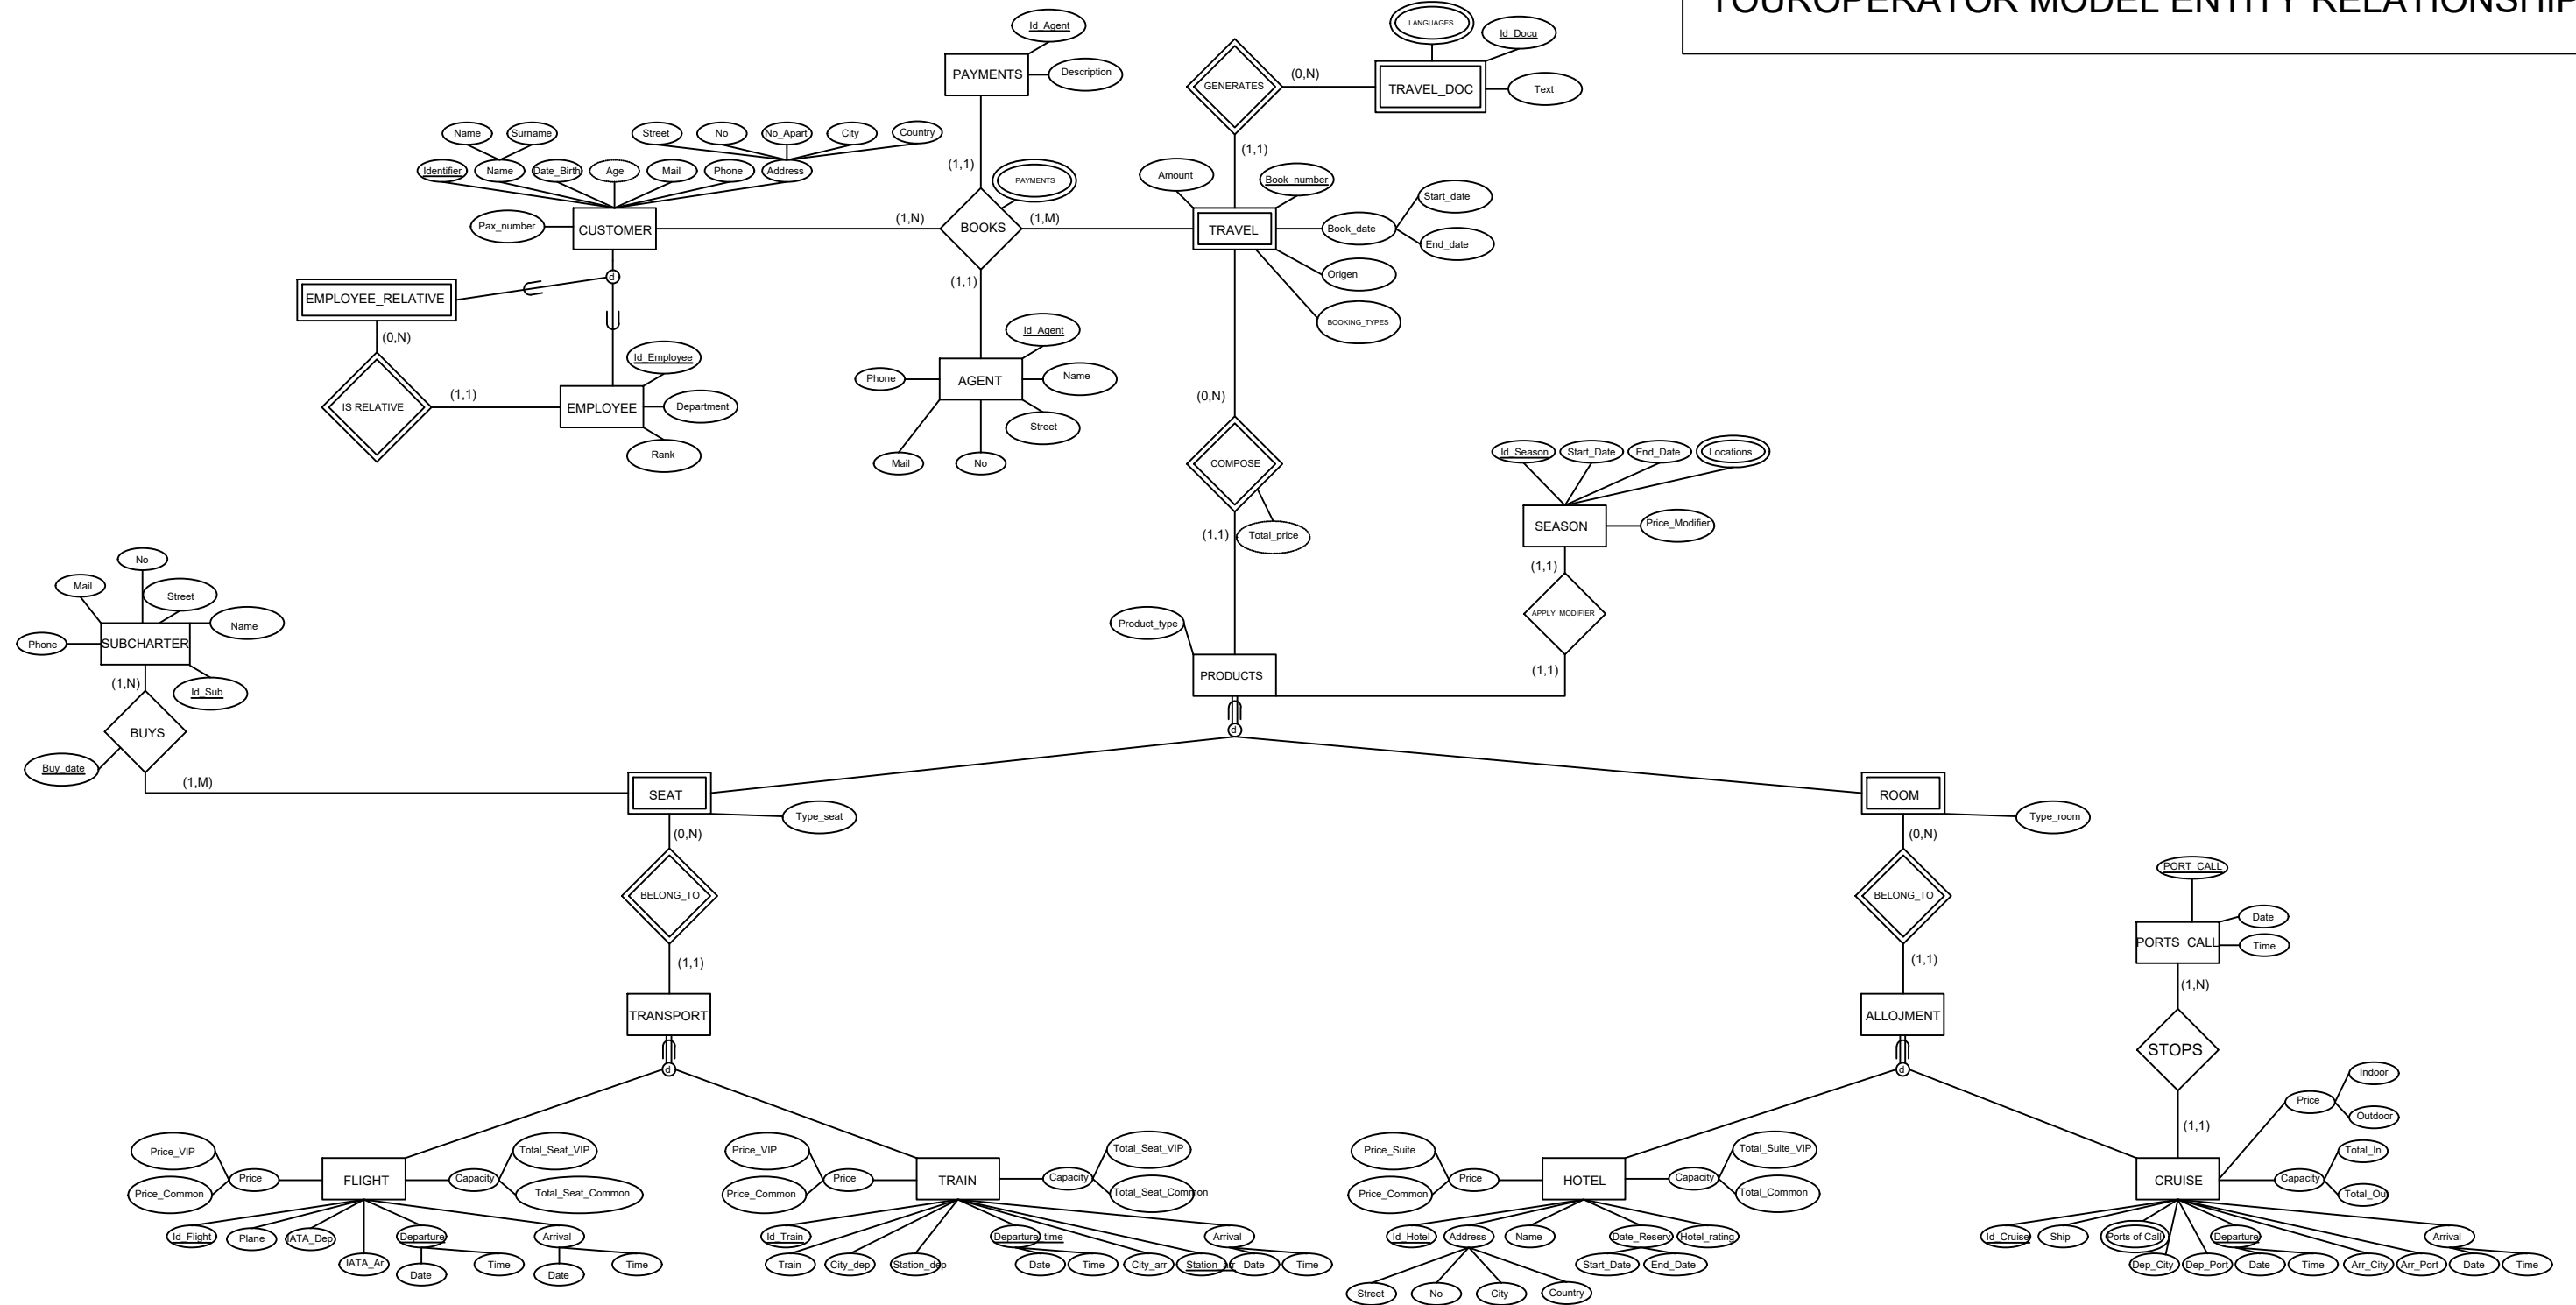 TOUROPERATOR MODEL ENTITY RELATIONSHIP
Id_Agent
PAYMENTS
Description
LANGUAGES
Id_Docu
GENERATES
(0,N)
TRAVEL_DOC
Text
Name
Surname
Street
No
No_Apart
City
Country
Identifier
Name
Date_Birth
Age
Mail
Phone
Address
(1,1)
PAYMENTS
(1,1)
Amount
Book_number
Start_date
Pax_number
CUSTOMER
(1,N)
BOOKS
(1,M)
TRAVEL
Book_date
End_date
Origen
BOOKING_TYPES
d
EMPLOYEE_RELATIVE
(1,1)
(0,N)
Id_Employee
IS RELATIVE
(1,1)
EMPLOYEE
Department
Rank
Id_Agent
Phone
AGENT
Name
Street
Mail
No
(0,N)
COMPOSE
(1,1)
Total_price
Id_Season
Start_Date
End_Date
Locations
SEASON
Price_Modifier
(1,1)
APPLY_MODIFIER
(1,1)
No
Mail
Street
Name
Phone
SUBCHARTER
(1,N)
Id_Sub
BUYS
Buy_date
(1,M)
Product_type
PRODUCTS
d
SEAT
Type_seat
(0,N)
BELONG_TO
(1,1)
TRANSPORT
d
ROOM
Type_room
(0,N)
BELONG_TO
(1,1)
ALLOJMENT
d
PORT_CALL
PORTS_CALL
Date
Time
(1,N)
STOPS
(1,1)
Price_VIP
Price_Common
Price
FLIGHT
Capacity
Total_Seat_VIP
Total_Seat_Common
Id_Flight
Plane
IATA_Dep
IATA_Ar
Departure
Date
Time
Arrival
Date
Time
Price_VIP
Price_Common
Price
TRAIN
Capacity
Total_Seat_VIP
Total_Seat_Common
Id_Train
Train
City_dep
Station_dep
Departure_time
Date
Time
City_arr
Station_arr
Arrival
Date
Time
Price_Suite
Price_Common
Price
HOTEL
Capacity
Total_Suite_VIP
Total_Common
Id_Hotel
Address
Name
Date_Reserv
Hotel_rating
Start_Date
End_Date
Street
No
City
Country
Indoor
Price
Outdoor
CRUISE
Capacity
Total_In
Total_Ou
Id_Cruise
Ship
Ports of Call
Departure
Arrival
Dep_City
Dep_Port
Date
Time
Arr_City
Arr_Port
Date
Time